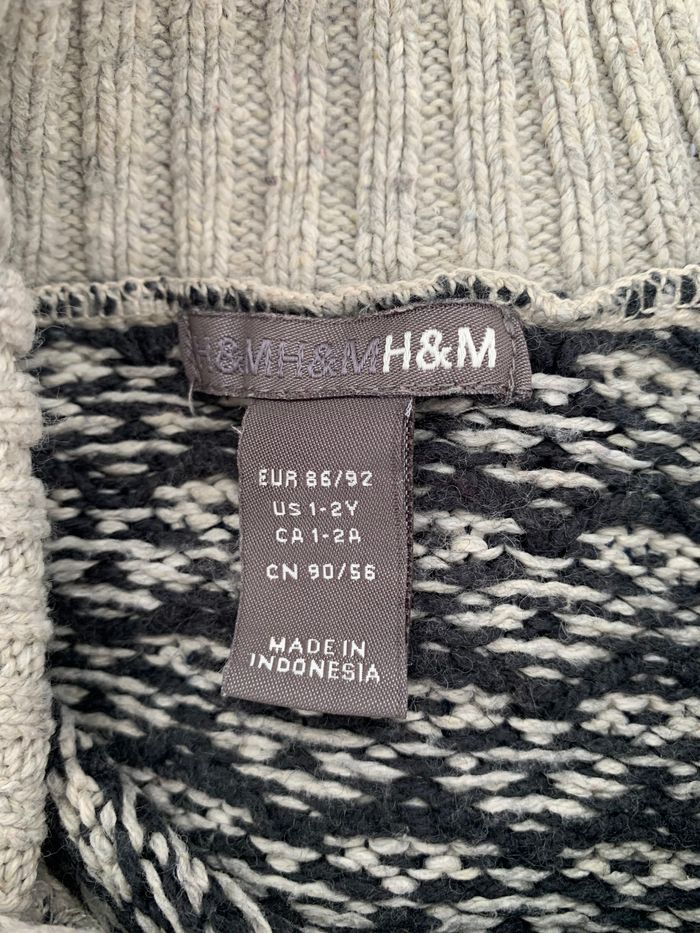 H&MH&MH&M
EUR 86/92
US 1-2Y
CA 1-2A
CN 90/56
MADE IN
INDONESIA